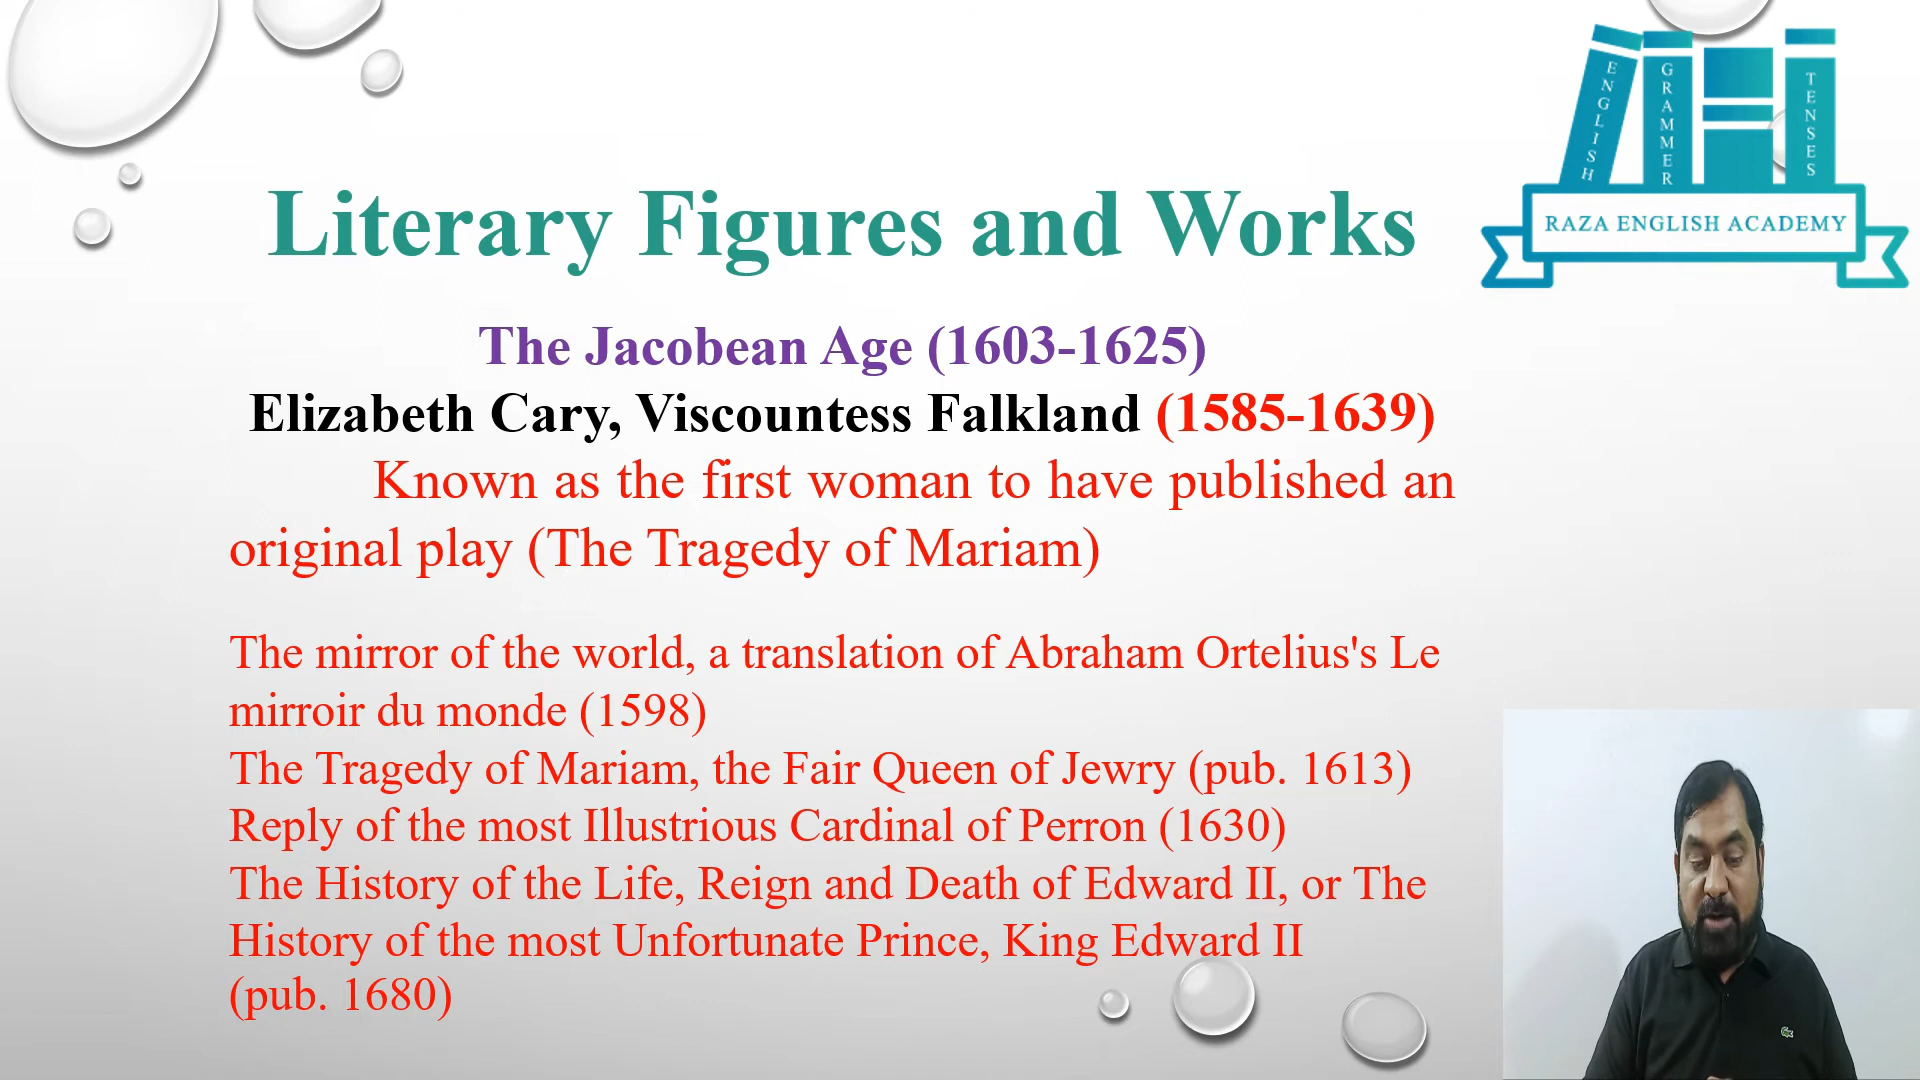 ENGLISH
GRAMMER
TENSES
RAZA ENGLISH ACADEMY
Literary Figures and Works
The Jacobean Age (1603-1625)
Elizabeth Cary, Viscountess Falkland (1585-1639)
Known as the first woman to have published an
original play (The Tragedy of Mariam)
The mirror of the world, a translation of Abraham Ortelius's Le
mirroir du monde (1598)
The Tragedy of Mariam, the Fair Queen of Jewry (pub. 1613)
Reply of the most Illustrious Cardinal of Perron (1630)
The History of the Life, Reign and Death of Edward II, or The
History of the most Unfortunate Prince, King Edward II
(pub. 1680)